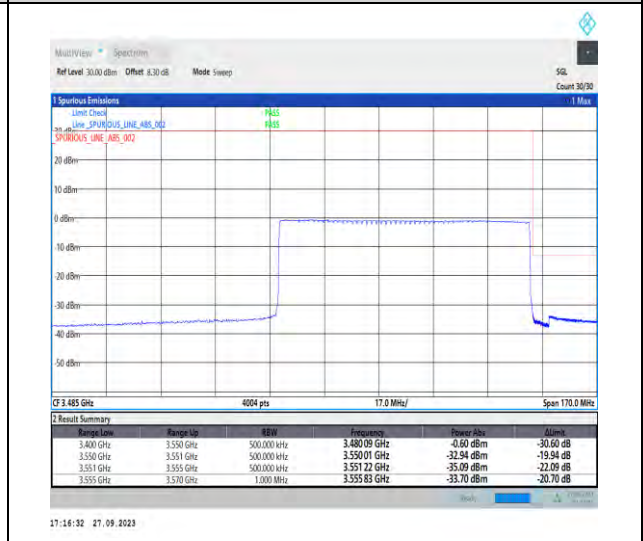 MultiView Spectrum
Ref Level 30.00 dBm Offset 8.30 dB Mode Sweep SGL
Count 30/30
1 Spurious Emissions 1 Max
Limit Check PASS
Line _SPURIOUS_LINE_ABS_002 PASS
SPURIOUS_LINE_ABS_002
20 dBm
10 dBm
0 dBm
-10 dBm
-20 dBm
-30 dBm
-40 dBm
-50 dBm
CF 3.485 GHz 4004 pts 17.0 MHz/ Span 170.0 MHz
2 Result Summary
Range Low Range Up RBW Frequency Power Abs ΔLimit
3.400 GHz 3.550 GHz 500.000 kHz 3.480 09 GHz -0.60 dBm -30.60 dB
3.550 GHz 3.551 GHz 500.000 kHz 3.550 01 GHz -32.94 dBm -19.94 dB
3.551 GHz 3.555 GHz 500.000 kHz 3.551 22 GHz -35.09 dBm -22.09 dB
3.555 GHz 3.570 GHz 1.000 MHz 3.555 83 GHz -33.70 dBm -20.70 dB
17:16:32 27.09.2023